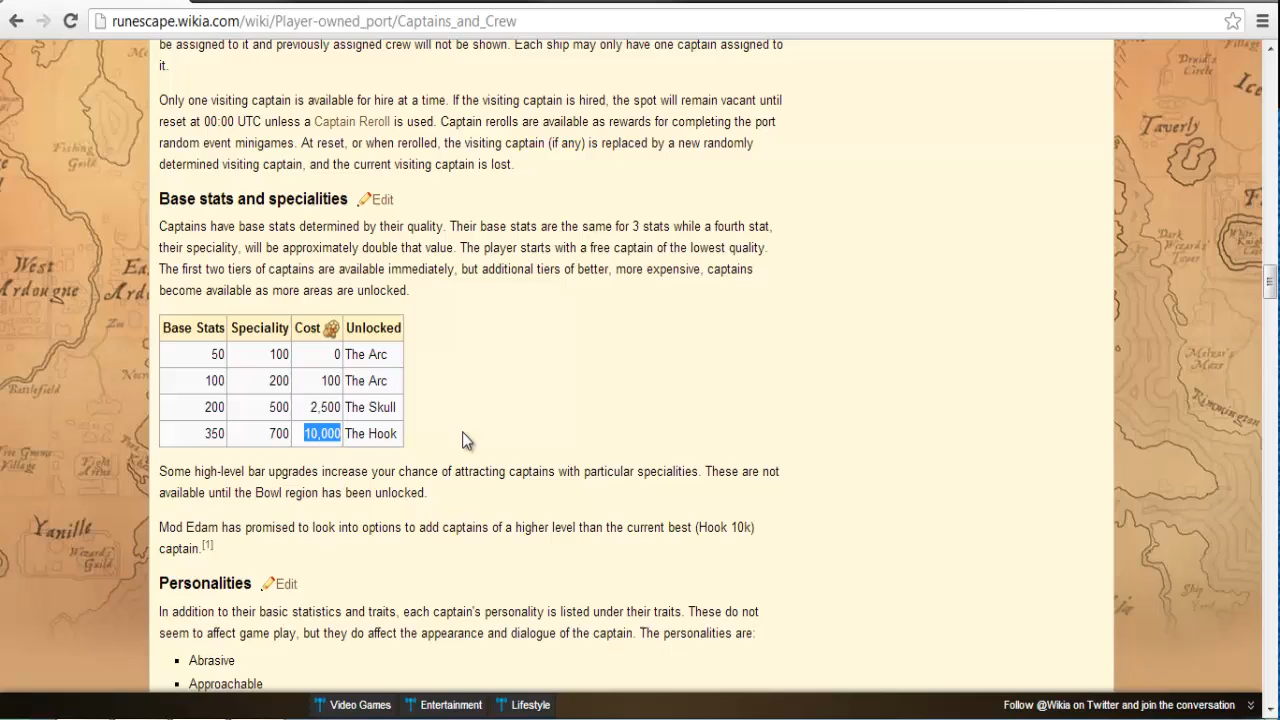 runescape.wikia.com/wiki/Player-owned_port/Captains_and_Crew
be assigned to it and previously assigned crew will not be shown. Each ship may only have one captain assigned to
it.
Only one visiting captain is available for hire at a time. If the visiting captain is hired, the spot will remain vacant until
reset at 00:00 UTC unless a Captain Reroll is used. Captain rerolls are available as rewards for completing the port
random event minigames. At reset, or when rerolled, the visiting captain (if any) is replaced by a new randomly
determined visiting captain, and the current visiting captain is lost.
Base stats and specialities Edit
Captains have base stats determined by their quality. Their base stats are the same for 3 stats while a fourth stat,
their speciality, will be approximately double that value. The player starts with a free captain of the lowest quality.
The first two tiers of captains are available immediately, but additional tiers of better, more expensive, captains
become available as more areas are unlocked.
Base Stats Speciality Cost Unlocked
50 100 0 The Arc
100 200 100 The Arc
200 500 2,500 The Skull
350 700 10,000 The Hook
Some high-level bar upgrades increase your chance of attracting captains with particular specialities. These are not
available until the Bowl region has been unlocked.
Mod Edam has promised to look into options to add captains of a higher level than the current best (Hook 10k)
captain.[1]
Personalities Edit
In addition to their basic statistics and traits, each captain's personality is listed under their traits. These do not
seem to affect game play, but they do affect the appearance and dialogue of the captain. The personalities are:
Abrasive
Approachable
Video Games Entertainment Lifestyle
Follow @Wikia on Twitter and join the conversation
Fishing
Guild
West
Ardougne
Battlefield
Fight
Arena
Yanille
Wizards'
Guild
Taverly
Dark
Wizards'
Tower
Melzar's
Maze
Rimmington
Ship
Yard